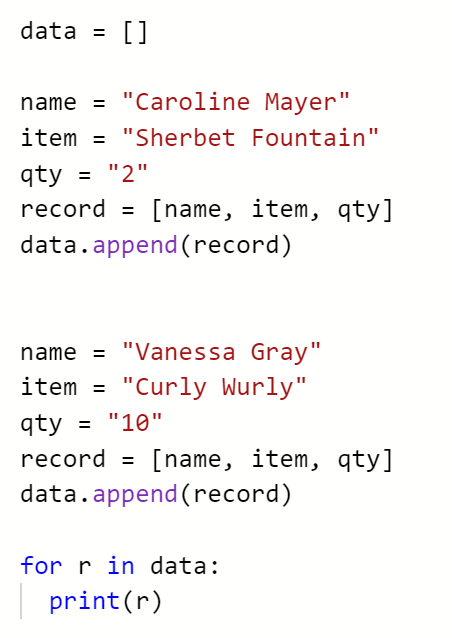 data = []
name = "Caroline Mayer"
item = "Sherbet Fountain"
qty = "2"
record = [name, item, qty]
data.append(record)
name = "Vanessa Gray"
item = "Curly Wurly"
qty = "10"
record = [name, item, qty]
data.append(record)
for r in data:
  print(r)